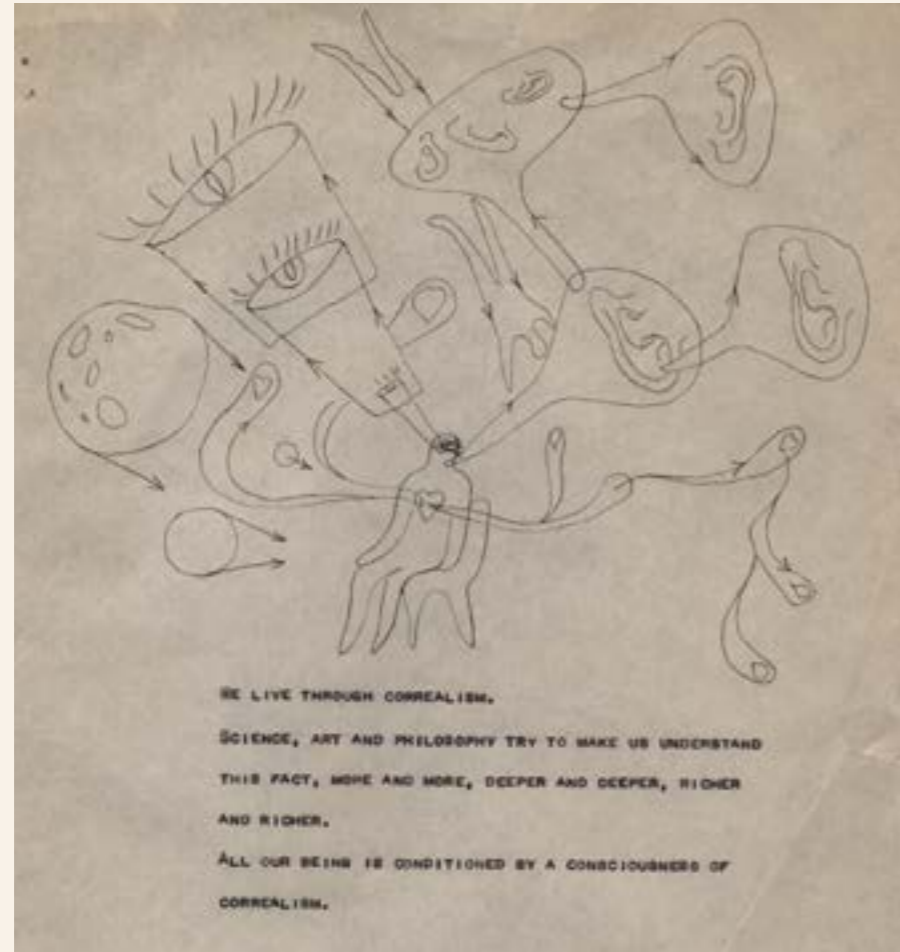 WE LIVE THROUGH CORREALISM.
SCIENCE, ART AND PHILOSOPHY TRY TO MAKE US UNDERSTAND
THIS FACT, MORE AND MORE, DEEPER AND DEEPER, RICHER
AND RICHER.
ALL OUR BEING IS CONDITIONED BY A CONSCIOUSNESS OF
CORREALISM.